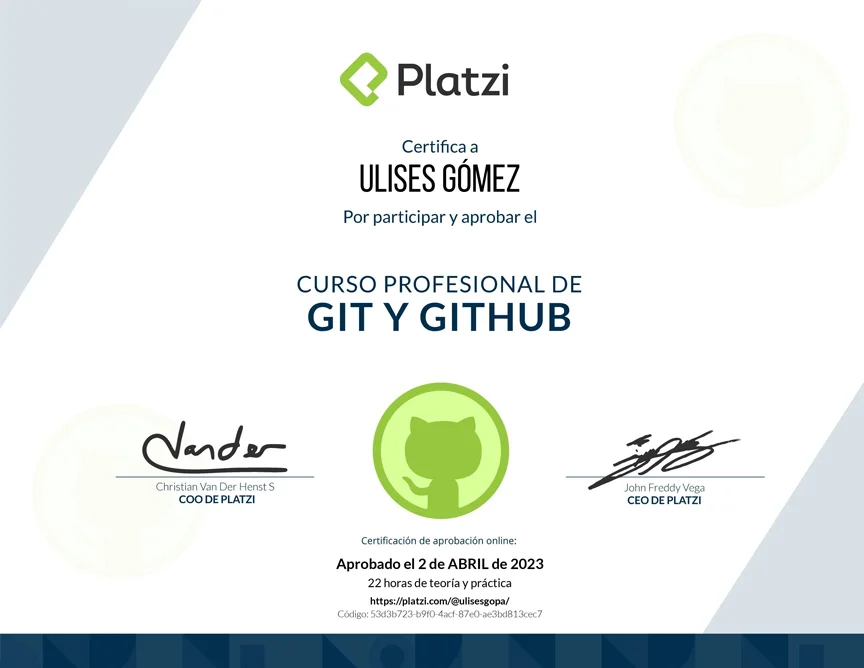 Platzi
Certifica a
ULISES GÓMEZ
Por participar y aprobar el
CURSO PROFESIONAL DE
GIT Y GITHUB
Vander
Christian Van Der Henst S
COO DE PLATZI
John Freddy Vega
CEO DE PLATZI
Certificación de aprobación online:
Aprobado el 2 de ABRIL de 2023
22 horas de teoría y práctica
https://platzi.com/@ulisesgopa/
Código: 53d3b723-b9f0-4acf-87e0-ae3bd813cec7